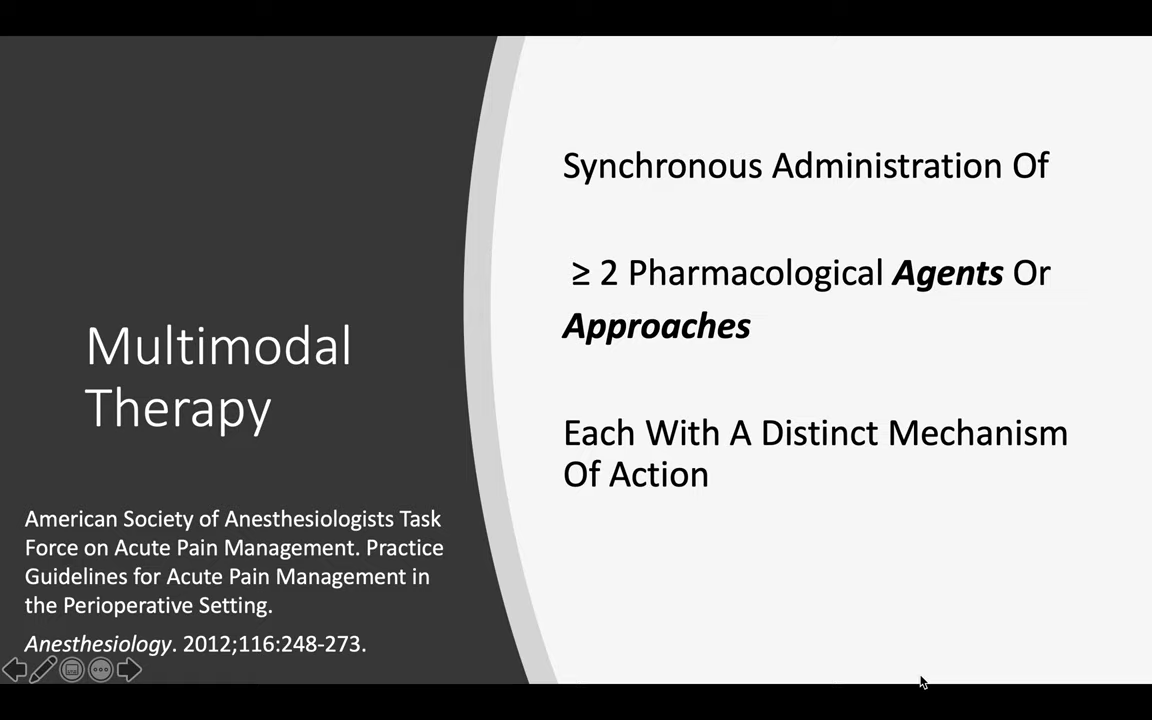 Multimodal
Therapy
American Society of Anesthesiologists Task
Force on Acute Pain Management. Practice
Guidelines for Acute Pain Management in
the Perioperative Setting.
Anesthesiology. 2012;116:248-273.
Synchronous Administration Of
≥ 2 Pharmacological Agents Or
Approaches
Each With A Distinct Mechanism
Of Action